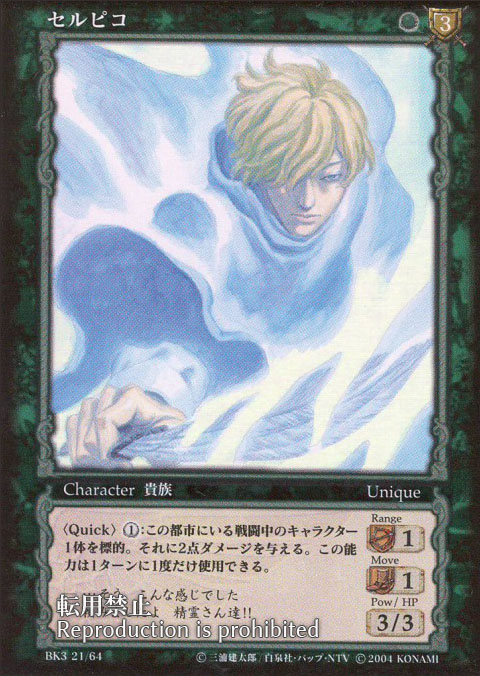 セルピコ
3
Character 貴族
Unique
〈Quick〉①:この都市にいる戦闘中のキャラクター
1体を標的。それに2点ダメージを与える。この能
力は1ターンに1度だけ使用できる。
んな感じでした
よ 精霊さん達!!
転用禁止
Reproduction is prohibited
Range
1
Move
1
Pow/ HP
3/3
BK3 21/64
© 三浦建太郎/白泉社・バップ・NTV © 2004 KONAMI